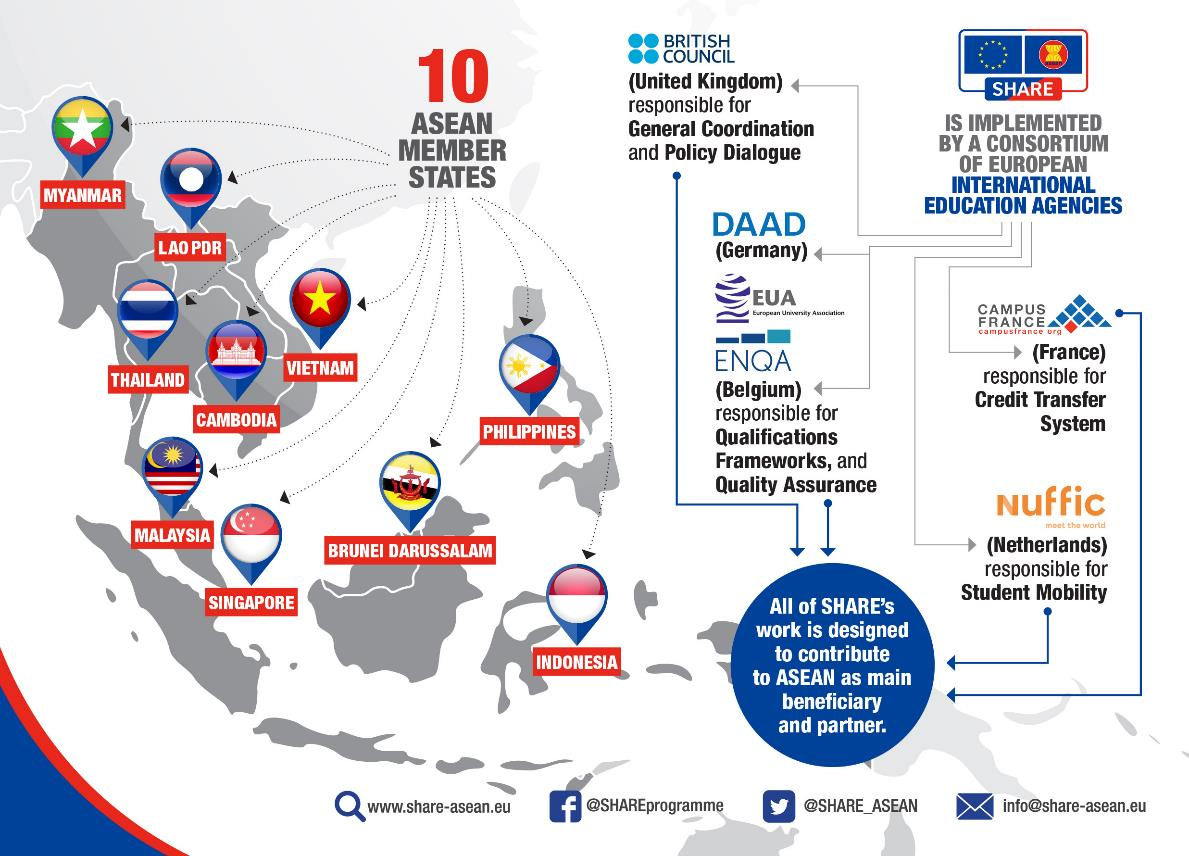 10
ASEAN
MEMBER
STATES
MYANMAR
LAO PDR
THAILAND
CAMBODIA
VIETNAM
PHILIPPINES
MALAYSIA
SINGAPORE
BRUNEI DARUSSALAM
INDONESIA
BRITISH
COUNCIL
(United Kingdom)
responsible for
General Coordination
and Policy Dialogue
DAAD
(Germany)
EUA
European University Association
ENQA
(Belgium)
responsible for
Qualifications
Frameworks, and
Quality Assurance
SHARE
IS IMPLEMENTED
BY A CONSORTIUM
OF EUROPEAN
INTERNATIONAL
EDUCATION AGENCIES
CAMPUS
FRANCE
campusfrance.org
(France)
responsible for
Credit Transfer
System
nuffic
meet the world
(Netherlands)
responsible for
Student Mobility
All of SHARE's
work is designed
to contribute
to ASEAN as main
beneficiary
and partner.
www.share-asean.eu
@SHAREprogramme
@SHARE_ASEAN
info@share-asean.eu